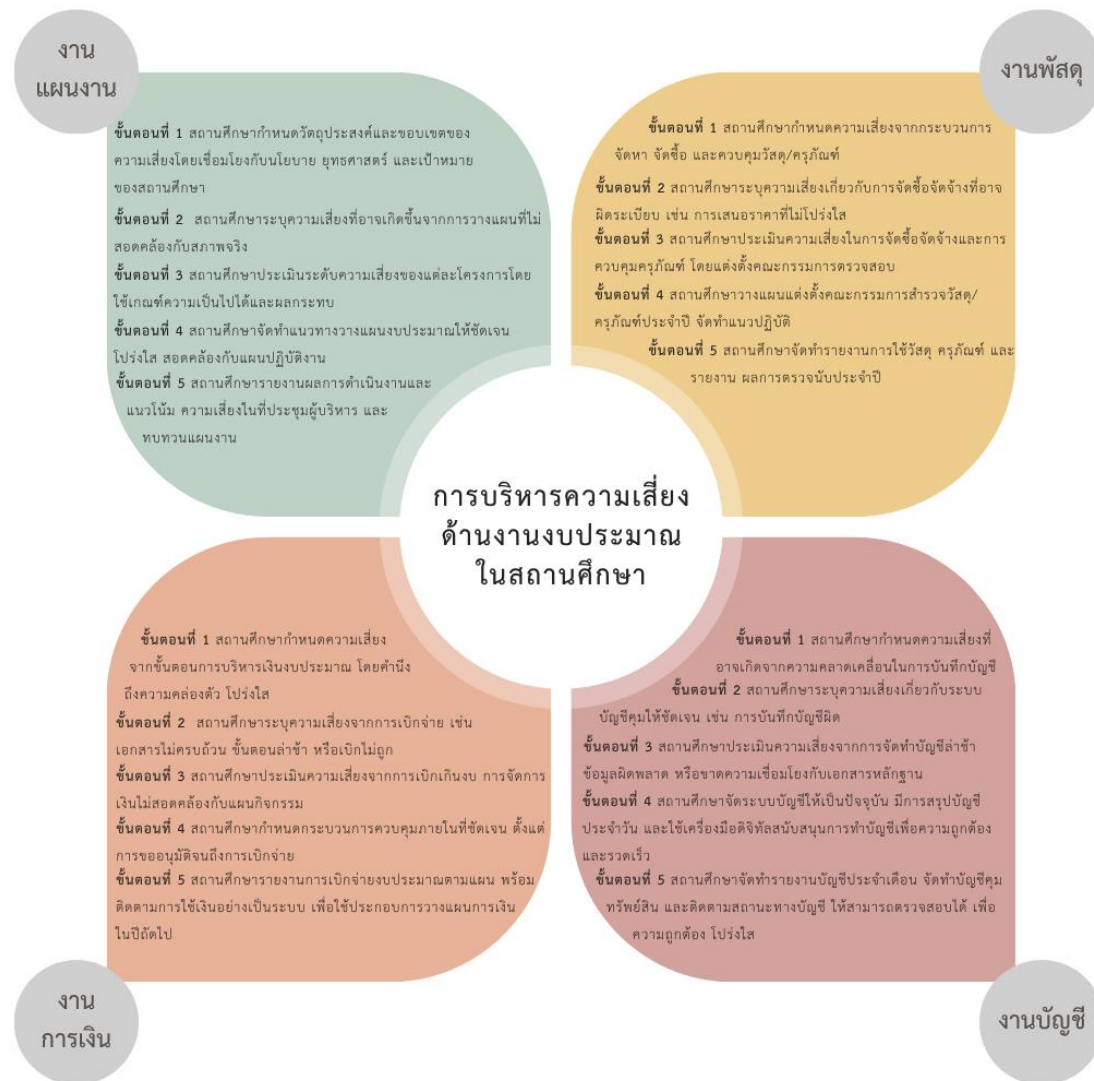 งาน
แผนงาน
ขั้นตอนที่ 1 สถานศึกษากำหนดวัตถุประสงค์และขอบเขตของ
ความเสี่ยงโดยเชื่อมโยงกับนโยบาย ยุทธศาสตร์ และเป้าหมาย
ของสถานศึกษา
ขั้นตอนที่ 2 สถานศึกษาระบุความเสี่ยงที่อาจเกิดขึ้นจากการวางแผนที่ไม่
สอดคล้องกับสภาพจริง
ขั้นตอนที่ 3 สถานศึกษาประเมินระดับความเสี่ยงของแต่ละโครงการโดย
ใช้เกณฑ์ความเป็นไปได้และผลกระทบ
ขั้นตอนที่ 4 สถานศึกษาจัดทำแนวทางวางแผนงบประมาณให้ชัดเจน
โปร่งใส สอดคล้องกับแผนปฏิบัติงาน
ขั้นตอนที่ 5 สถานศึกษารายงานผลการดำเนินงานและ
แนวโน้ม ความเสี่ยงในที่ประชุมผู้บริหาร และ
ทบทวนแผนงาน
งานพัสดุ
ขั้นตอนที่ 1 สถานศึกษากำหนดความเสี่ยงจากกระบวนการ
จัดหา จัดซื้อ และควบคุมวัสดุ/ครุภัณฑ์
ขั้นตอนที่ 2 สถานศึกษาระบุความเสี่ยงเกี่ยวกับการจัดซื้อจัดจ้างที่อาจ
ผิดระเบียบ เช่น การเสนอราคาที่ไม่โปร่งใส
ขั้นตอนที่ 3 สถานศึกษาประเมินความเสี่ยงในการจัดซื้อจัดจ้างและการ
ควบคุมครุภัณฑ์ โดยแต่งตั้งคณะกรรมการตรวจสอบ
ขั้นตอนที่ 4 สถานศึกษาวางแผนแต่งตั้งคณะกรรมการสำรวจวัสดุ/
ครุภัณฑ์ประจำปี จัดทำแนวปฏิบัติ
ขั้นตอนที่ 5 สถานศึกษาจัดทำรายงานการใช้วัสดุ ครุภัณฑ์ และ
รายงาน ผลการตรวจนับประจำปี
การบริหารความเสี่ยง
ด้านงานงบประมาณ
ในสถานศึกษา
ขั้นตอนที่ 1 สถานศึกษากำหนดความเสี่ยง
จากขั้นตอนการบริหารเงินงบประมาณ โดยคำนึง
ถึงความคล่องตัว โปร่งใส
ขั้นตอนที่ 2 สถานศึกษาระบุความเสี่ยงจากการเบิกจ่าย เช่น
เอกสารไม่ครบถ้วน ขั้นตอนล่าช้า หรือเบิกไม่ถูก
ขั้นตอนที่ 3 สถานศึกษาประเมินความเสี่ยงจากการเบิกเกินงบ การจัดการ
เงินไม่สอดคล้องกับแผนกิจกรรม
ขั้นตอนที่ 4 สถานศึกษากำหนดกระบวนการควบคุมภายในที่ชัดเจน ตั้งแต่
การขออนุมัติจนถึงการเบิกจ่าย
ขั้นตอนที่ 5 สถานศึกษารายงานการเบิกจ่ายงบประมาณตามแผน พร้อม
ติดตามการใช้เงินอย่างเป็นระบบ เพื่อใช้ประกอบการวางแผนการเงิน
ในปีถัดไป
งาน
การเงิน
ขั้นตอนที่ 1 สถานศึกษากำหนดความเสี่ยงที่
อาจเกิดจากความคลาดเคลื่อนในการบันทึกบัญชี
ขั้นตอนที่ 2 สถานศึกษาระบุความเสี่ยงเกี่ยวกับระบบ
บัญชีคุมให้ชัดเจน เช่น การบันทึกบัญชีผิด
ขั้นตอนที่ 3 สถานศึกษาประเมินความเสี่ยงจากการจัดทำบัญชีล่าช้า
ข้อมูลผิดพลาด หรือขาดความเชื่อมโยงกับเอกสารหลักฐาน
ขั้นตอนที่ 4 สถานศึกษาจัดระบบบัญชีให้เป็นปัจจุบัน มีการสรุปบัญชี
ประจำวัน และใช้เครื่องมือดิจิทัลสนับสนุนการทำบัญชีเพื่อความถูกต้อง
และรวดเร็ว
ขั้นตอนที่ 5 สถานศึกษาจัดทำรายงานบัญชีประจำเดือน จัดทำบัญชีคุม
ทรัพย์สิน และติดตามสถานะทางบัญชี ให้สามารถตรวจสอบได้ เพื่อ
ความถูกต้อง โปร่งใส
งานบัญชี